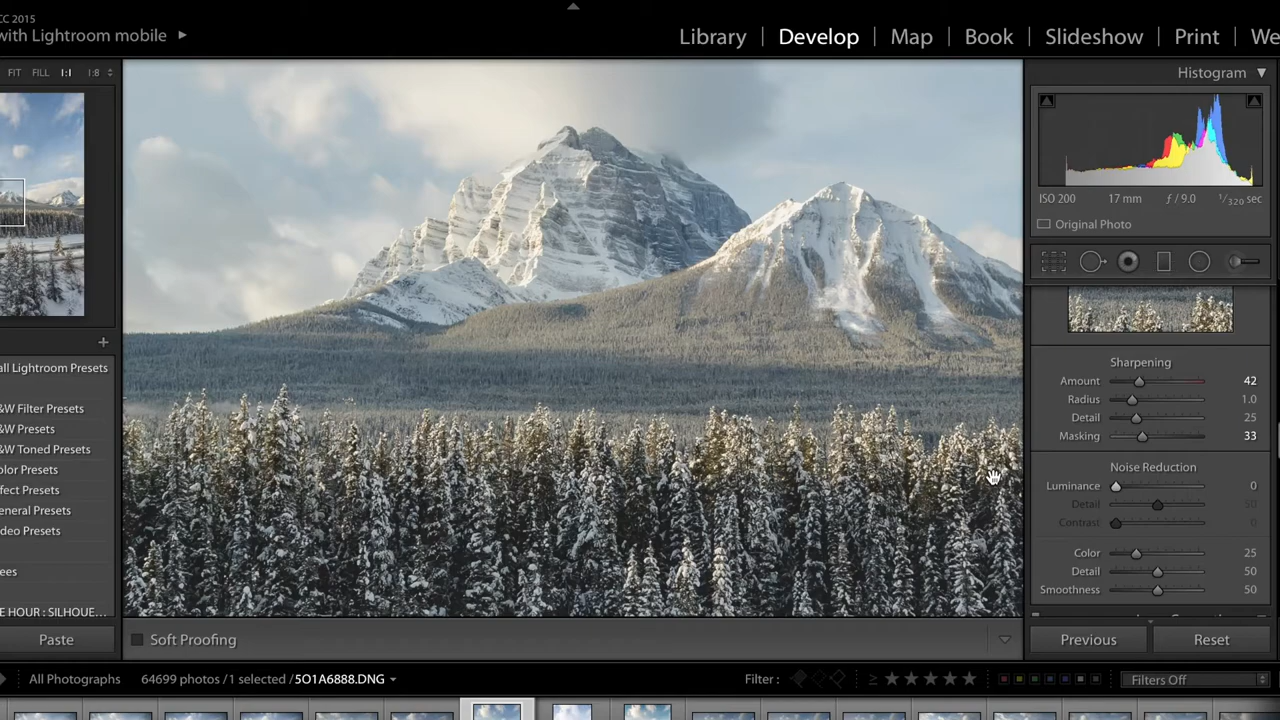 CC 2015
with Lightroom mobile
Library | Develop | Map | Book | Slideshow | Print | We
FIT FILL 1:1 1:8
Histogram
ISO 200 17 mm ƒ / 9.0 1/320 sec
Original Photo
all Lightroom Presets
&W Filter Presets
&W Presets
&W Toned Presets
olor Presets
fect Presets
eneral Presets
ideo Presets
ees
E HOUR : SILHOUE...
Sharpening
Amount 42
Radius 1.0
Detail 25
Masking 33
Noise Reduction
Luminance 0
Detail 50
Contrast 0
Color 25
Detail 50
Smoothness 50
Paste
Soft Proofing
Previous Reset
All Photographs 64699 photos / 1 selected / 5O1A6888.DNG
Filter : ≥ ★★★★★ Filters Off